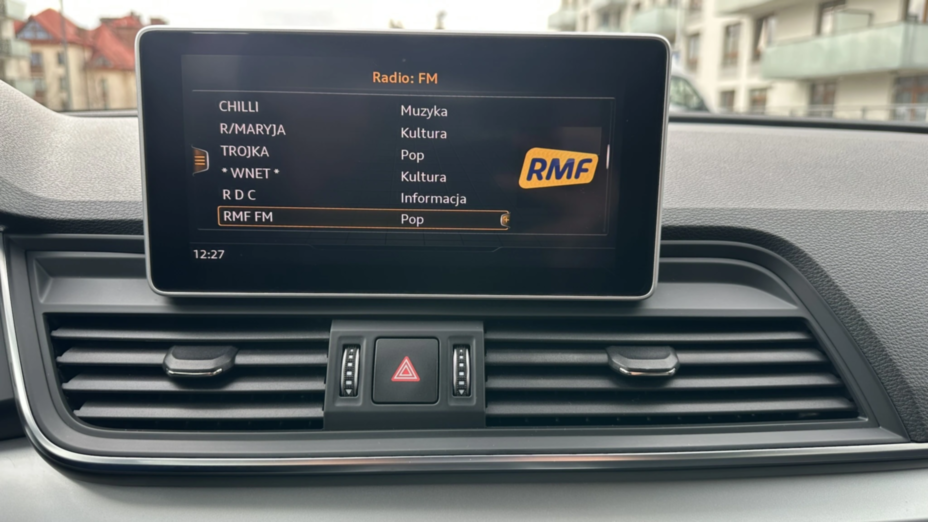 Radio: FM
CHILLI Muzyka
R/MARYJA Kultura
TROJKA Pop
* WNET * Kultura
R D C Informacja
RMF FM Pop
RMF
12:27